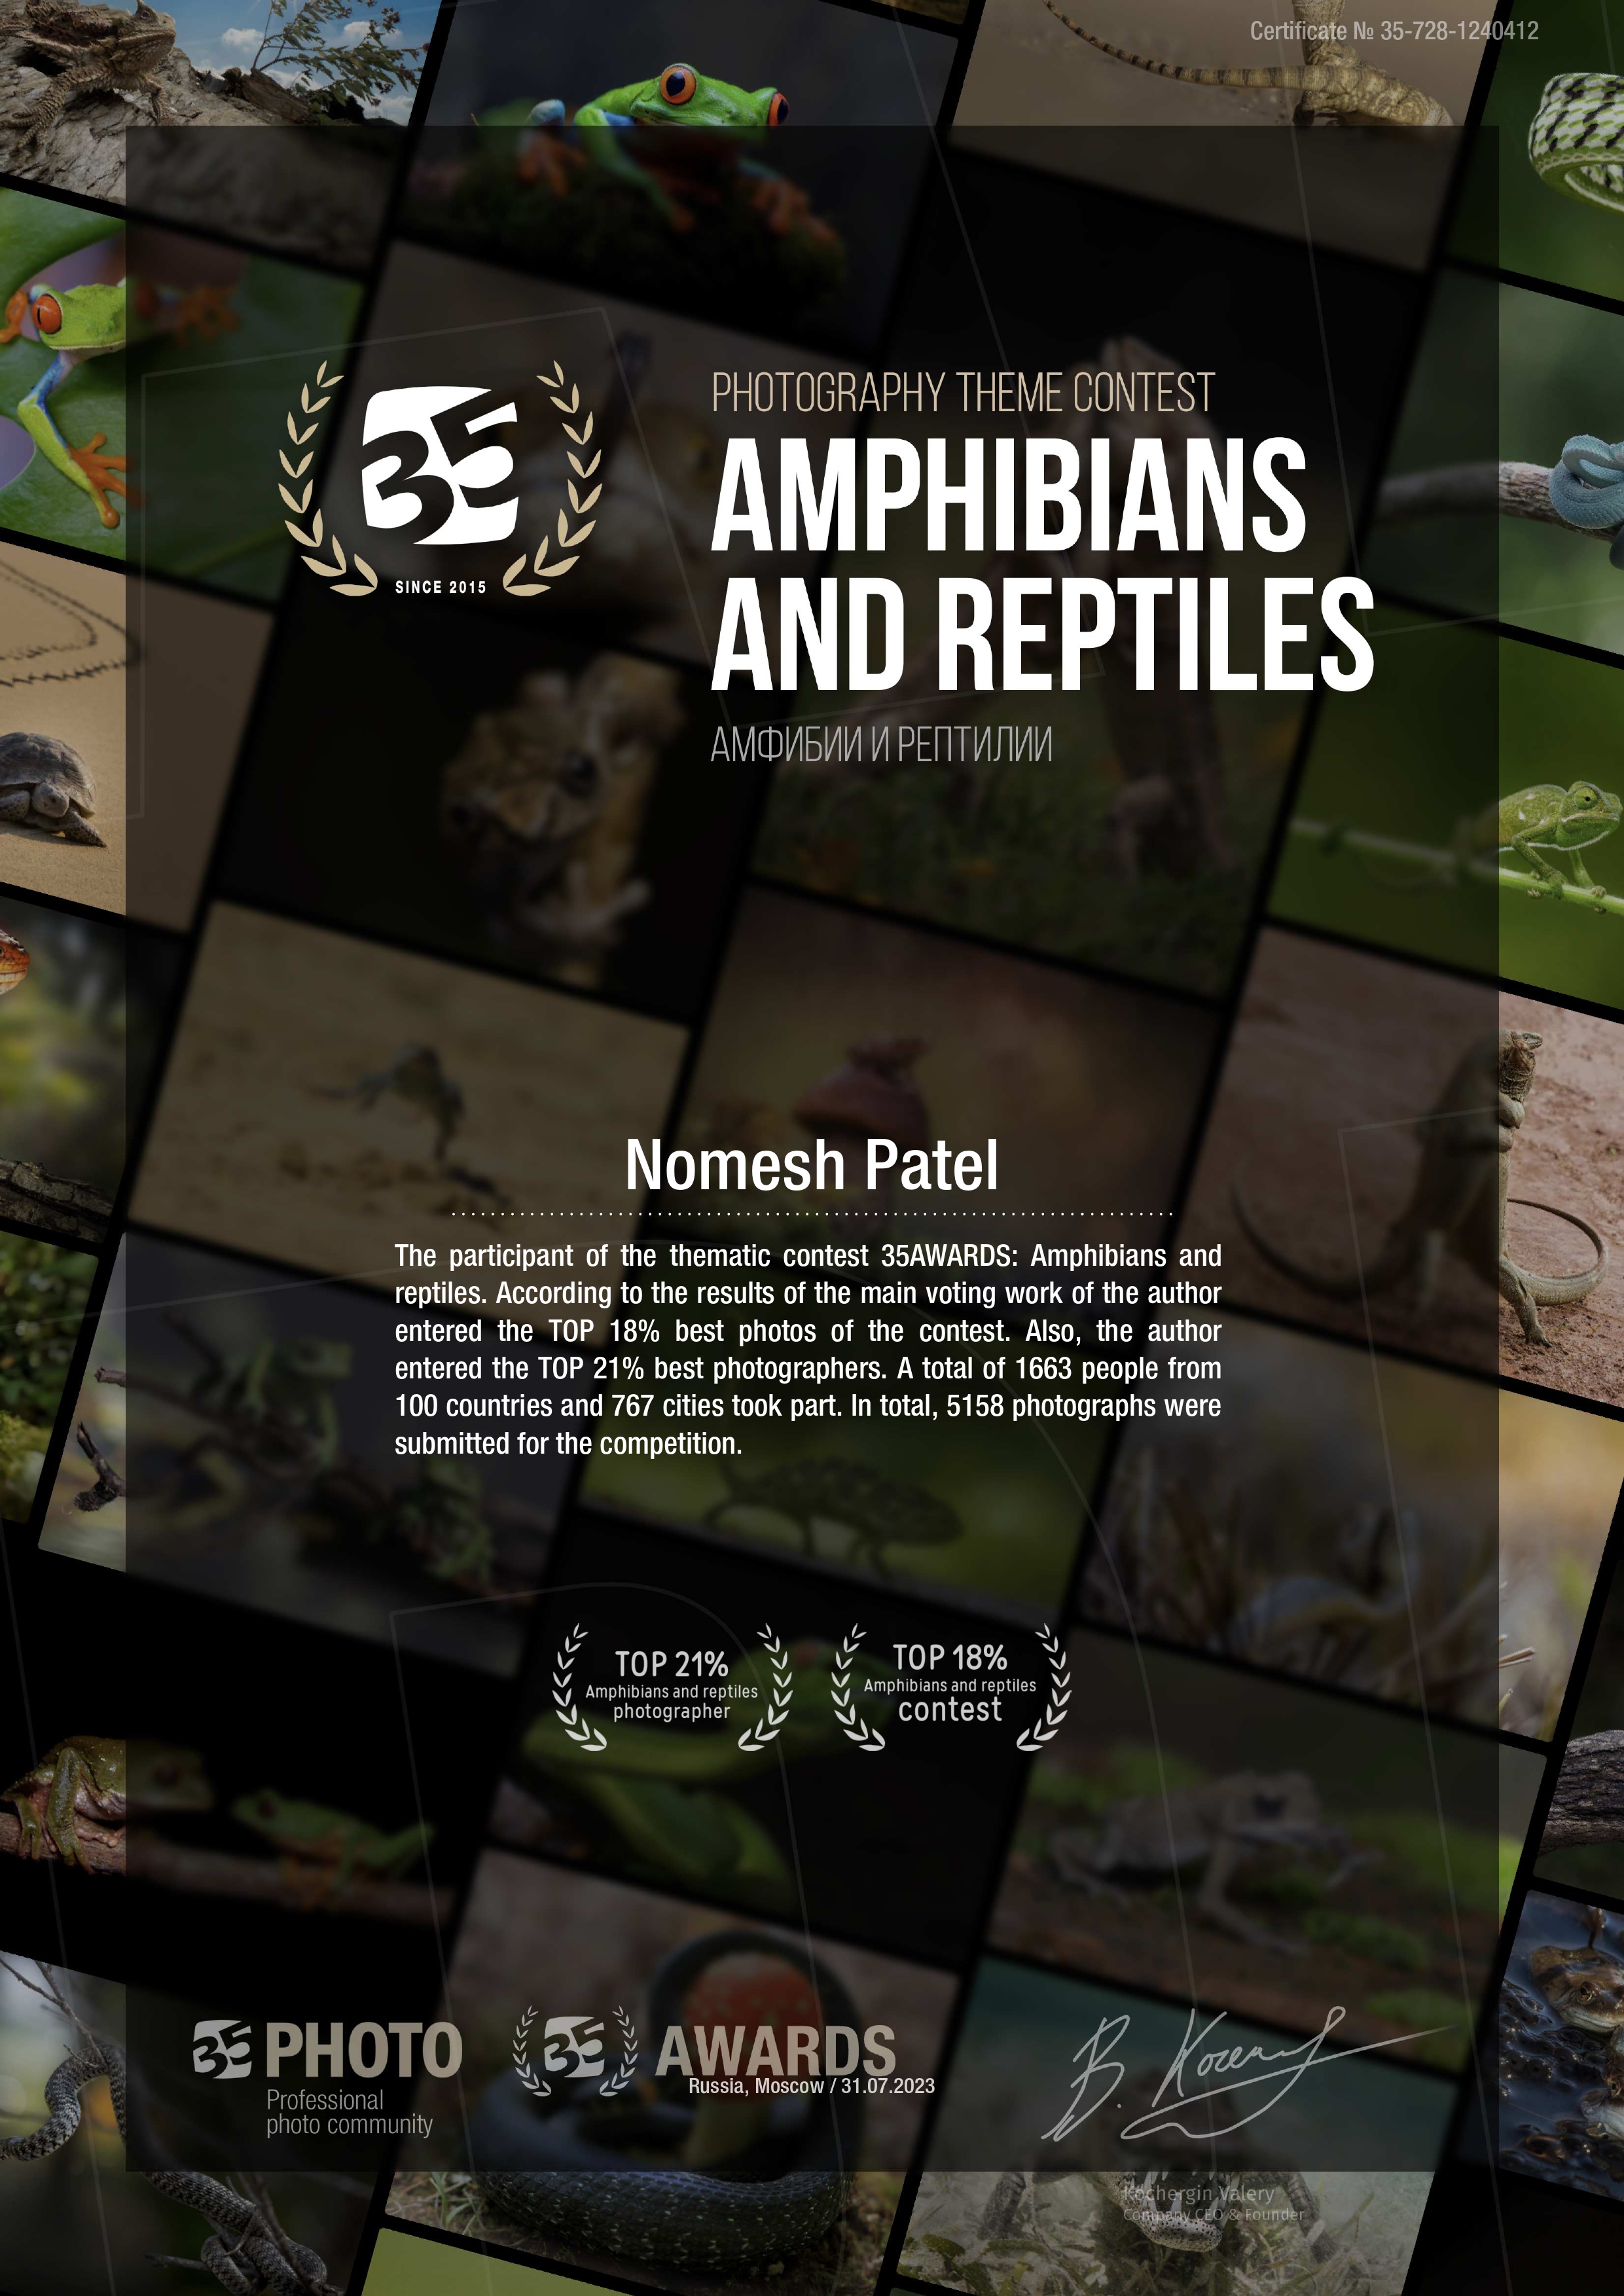 Certificate № 35-728-1240412
35
SINCE 2015
PHOTOGRAPHY THEME CONTEST
AMPHIBIANS
AND REPTILES
АМФИБИИ И РЕПТИЛИИ
Nomesh Patel
The participant of the thematic contest 35AWARDS: Amphibians and
reptiles. According to the results of the main voting work of the author
entered the TOP 18% best photos of the contest. Also, the author
entered the TOP 21% best photographers. A total of 1663 people from
100 countries and 767 cities took part. In total, 5158 photographs were
submitted for the competition.
TOP 21%
Amphibians and reptiles
photographer
TOP 18%
Amphibians and reptiles
contest
35 PHOTO
Professional
photo community
35 AWARDS
Russia, Moscow / 31.07.2023
Kochergin Valery
Company CEO & Founder